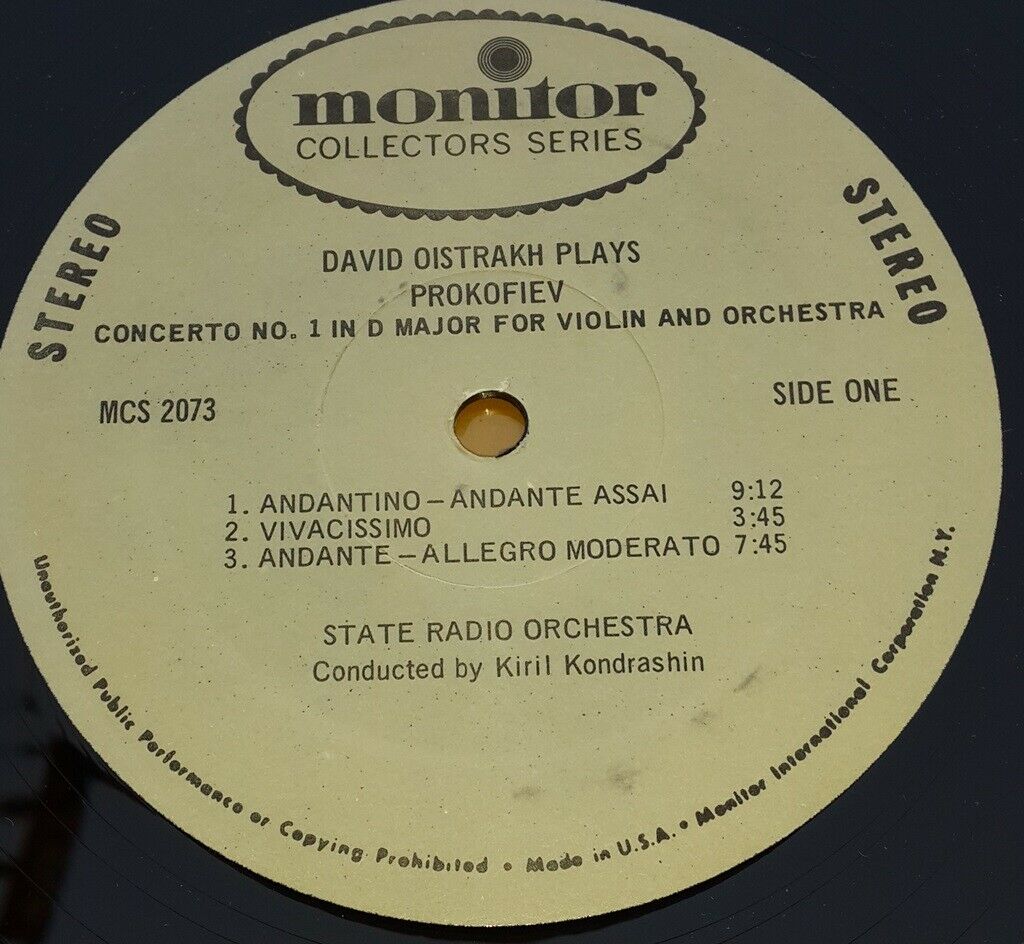 monitor
COLLECTORS SERIES
STEREO
STEREO
DAVID OISTRAKH PLAYS
PROKOFIEV
CONCERTO NO. 1 IN D MAJOR FOR VIOLIN AND ORCHESTRA
MCS 2073
SIDE ONE
1. ANDANTINO – ANDANTE ASSAI 9:12
2. VIVACISSIMO 3:45
3. ANDANTE – ALLEGRO MODERATO 7:45
STATE RADIO ORCHESTRA
Conducted by Kiril Kondrashin
Unauthorized Public Performance or Copying Prohibited • Made in U.S.A. • Monitor International Corporation N.Y.